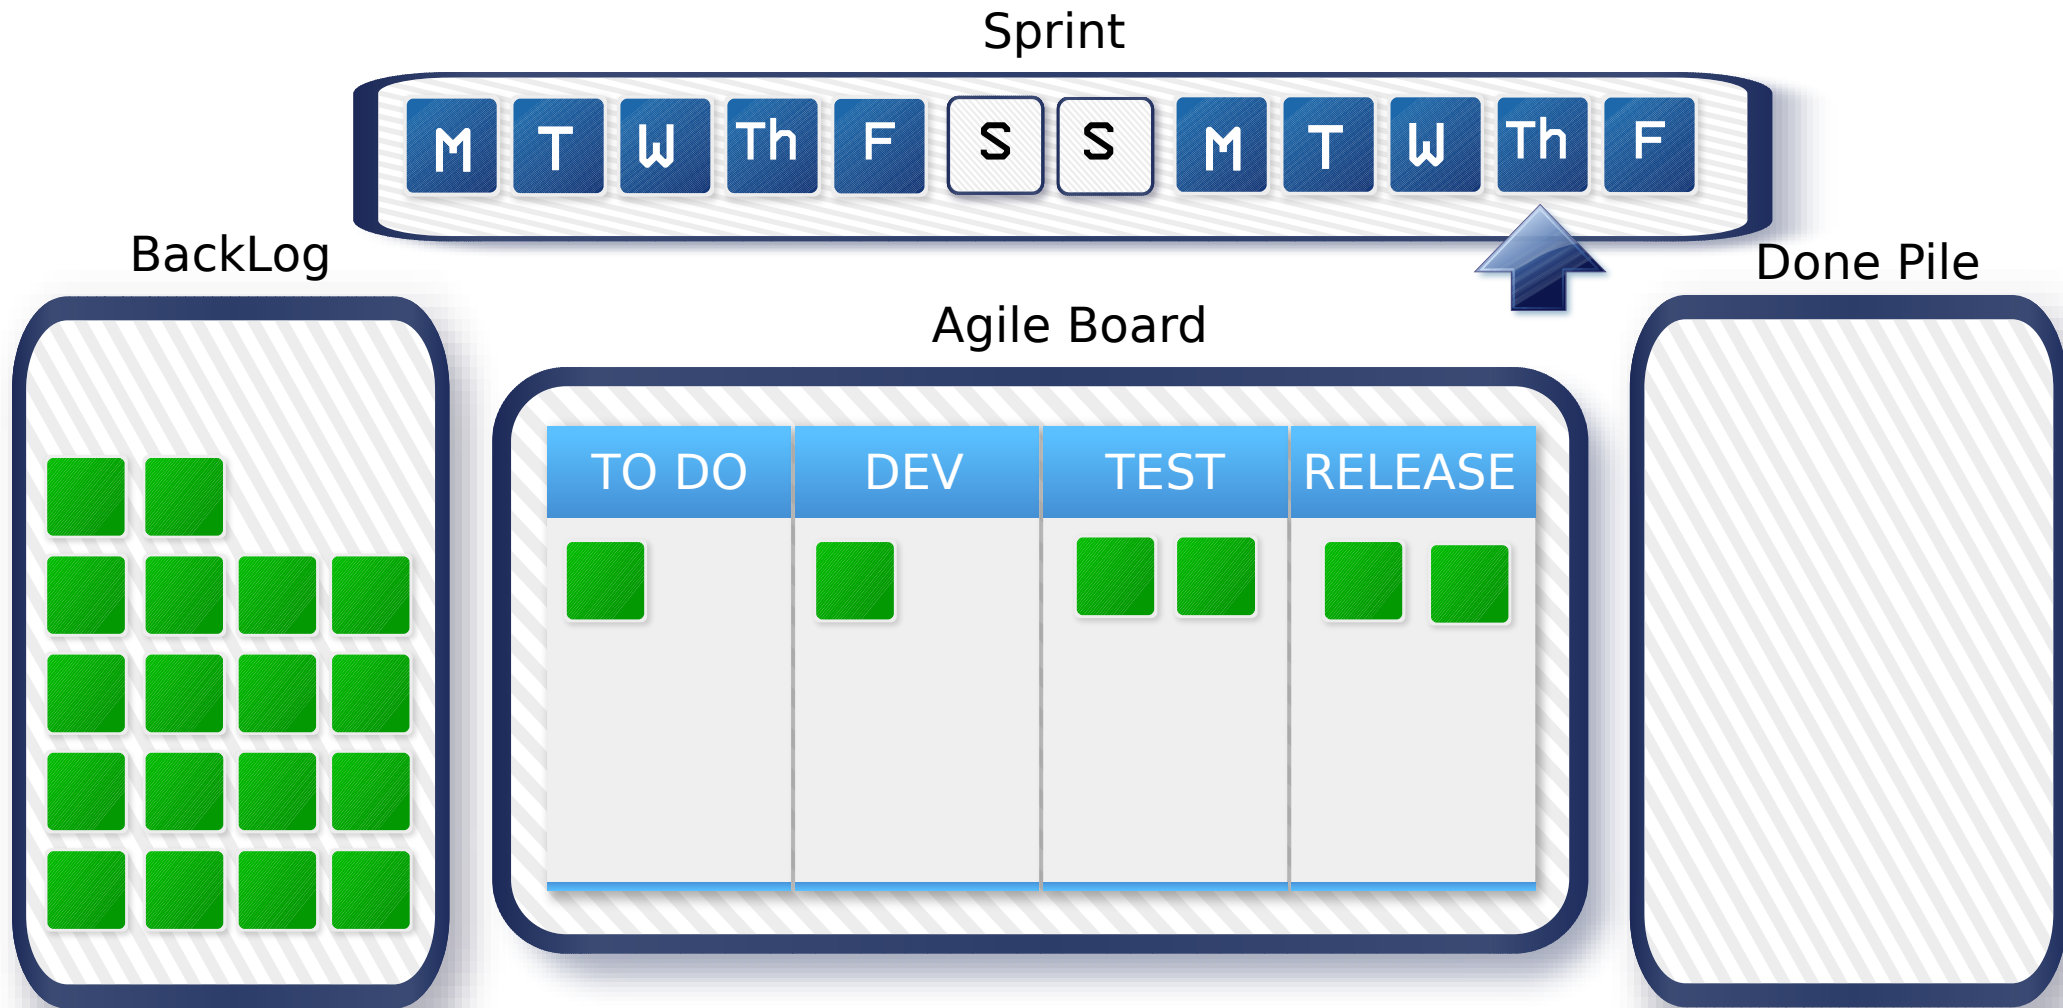 Sprint
M T W Th F S S M T W Th F
BackLog
Done Pile
Agile Board
TO DO DEV TEST RELEASE